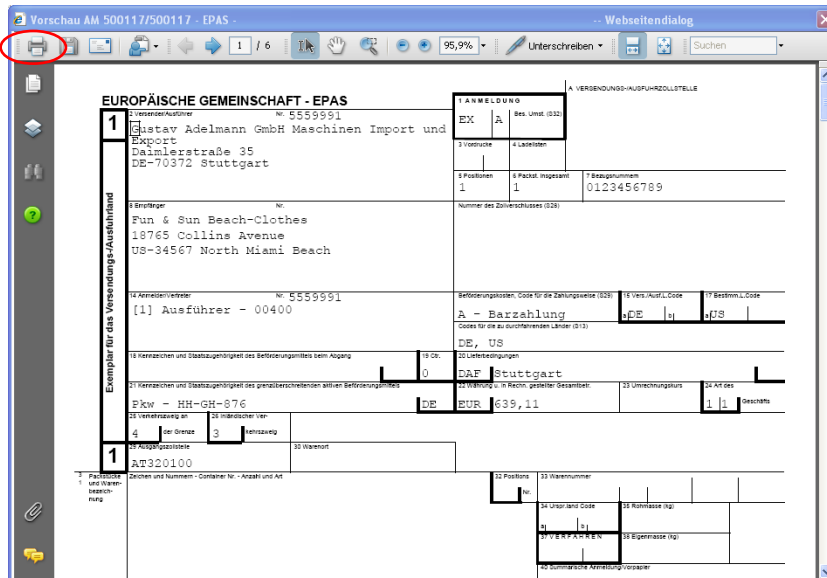 Vorschau AM 500117/500117 - EPAS -
-- Webseitendialog
1 / 6
95,9%
Unterschreiben
Suchen
A VERSENDUNGS-/AUSFUHRZOLLSTELLE
EUROPÄISCHE GEMEINSCHAFT - EPAS
1 ANMELDUNG
1
2 Versender/Ausführer Nr. 5559991
EX A Bes. Umst. (S32)
Gustav Adelmann GmbH Maschinen Import und
Export
Daimlerstraße 35
DE-70372 Stuttgart
3 Vordrucke 4 Ladelisten
5 Positionen 6 Packst. insgesamt 7 Bezugsnummern
1 1 0123456789
Exemplar für das Versendungs-/Ausfuhrland
8 Empfänger Nr.
Nummer des Zollverschlusses (S28)
Fun & Sun Beach-Clothes
18765 Collins Avenue
US-34567 North Miami Beach
14 Anmelder/Vertreter Nr. 5559991
Beförderungskosten, Code für die Zahlungsweise (S29) 15 Vers./Ausf.L.Code 17 Bestimm.L.Code
[1] Ausführer - 00400
A - Barzahlung a DE b a US
Codes für die zu durchfahrenden Länder (S13)
DE, US
18 Kennzeichen und Staatszugehörigkeit des Beförderungsmittels beim Abgang 19 Ctr. 20 Lieferbedingungen
0 DAF Stuttgart
21 Kennzeichen und Staatszugehörigkeit des grenzüberschreitenden aktiven Beförderungsmittels 22 Währung u. in Rechn. gestellter Gesamtbetr. 23 Umrechnungskurs 24 Art des
Pkw - HH-GH-876 DE EUR 639,11 1 1 Geschäfts
25 Verkehrszweig an 26 Inländischer Ver-
4 der Grenze 3 kehrszweig
1
29 Ausgangszollstelle 30 Warenort
AT320100
3
1
Packstücke
und Waren-
bezeich-
nung
Zeichen und Nummern - Container Nr. - Anzahl und Art
32 Positions 33 Warennummer
Nr.
34 Urspr.land Code 35 Rohmasse (kg)
a b
37 VERFAHREN 38 Eigenmasse (kg)
40 Summarische Anmeldung/Vorpapier